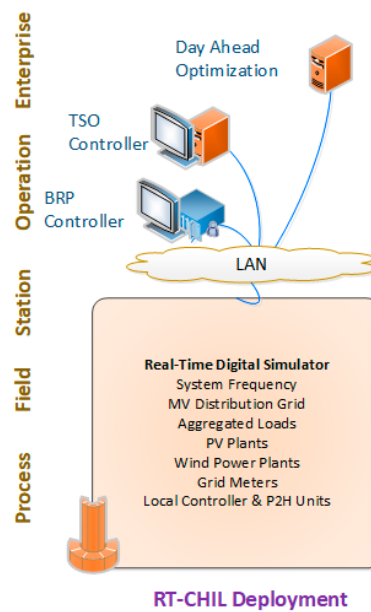 Enterprise
Operation
Station
Field
Process
Day Ahead
Optimization
TSO
Controller
BRP
Controller
LAN
Real-Time Digital Simulator
System Frequency
MV Distribution Grid
Aggregated Loads
PV Plants
Wind Power Plants
Grid Meters
Local Controller & P2H Units
RT-CHIL Deployment